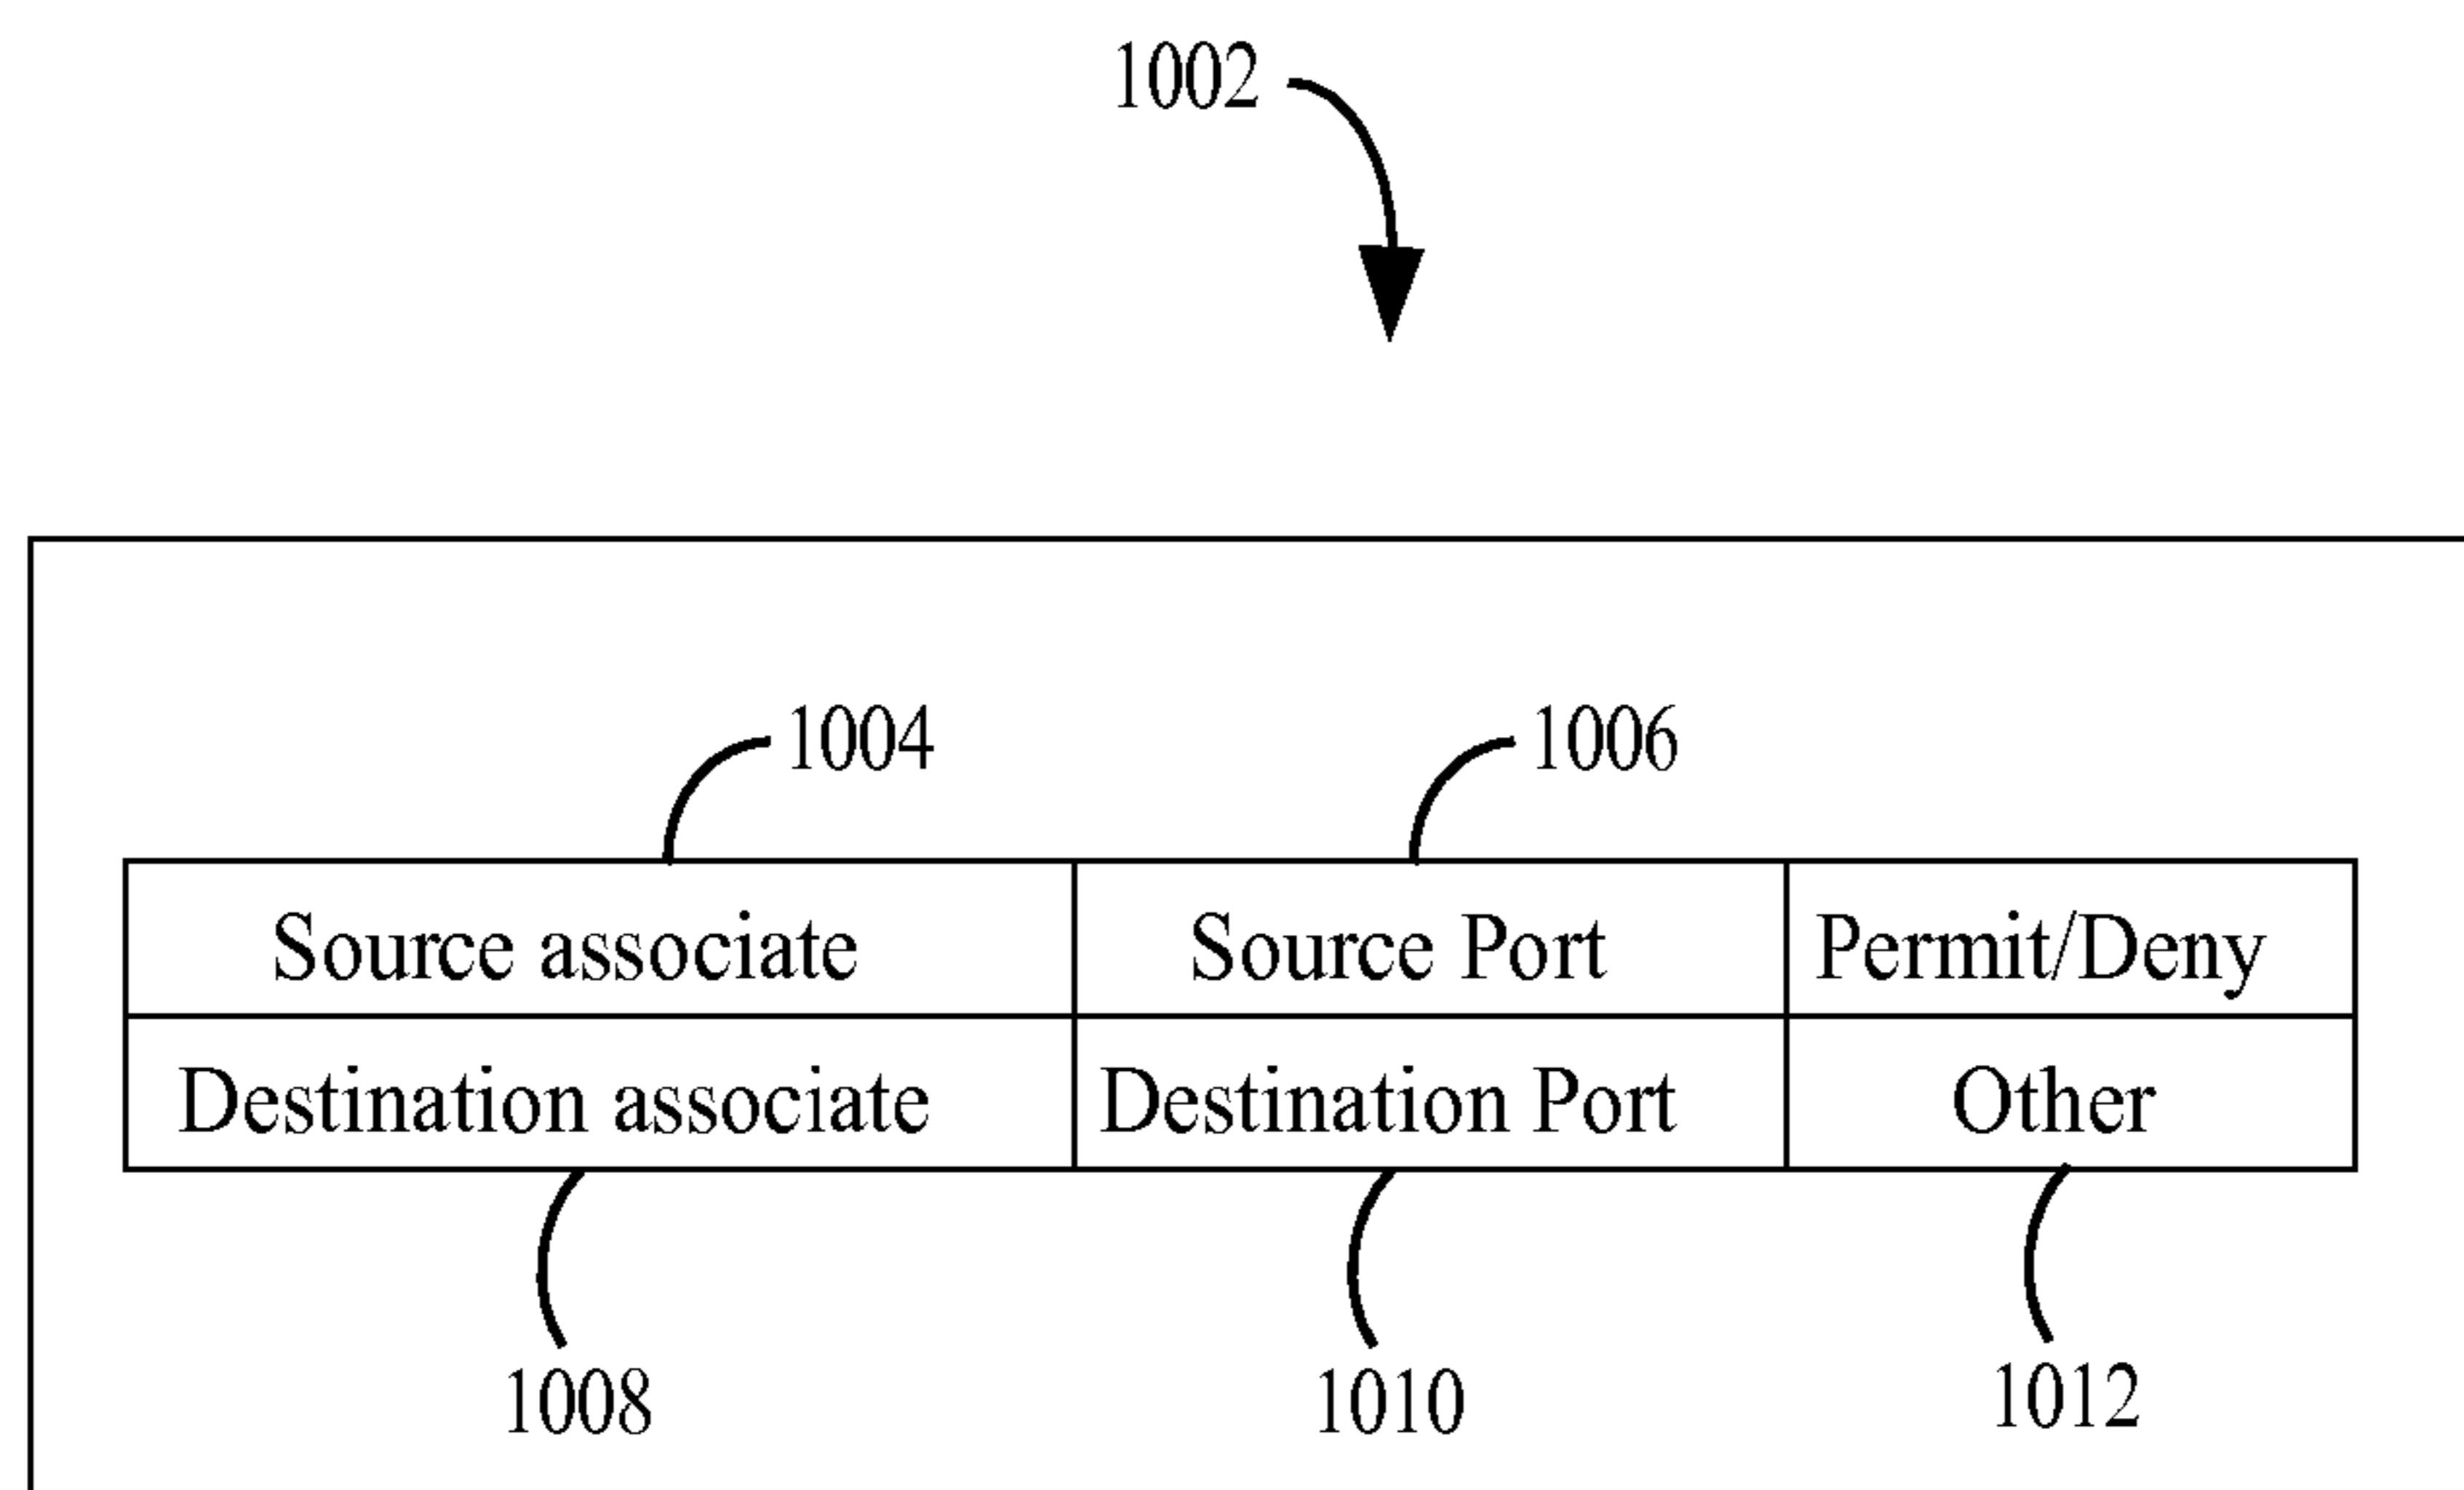 1002
1004 1006
Source associate Source Port Permit/Deny
Destination associate Destination Port Other
1008 1010 1012